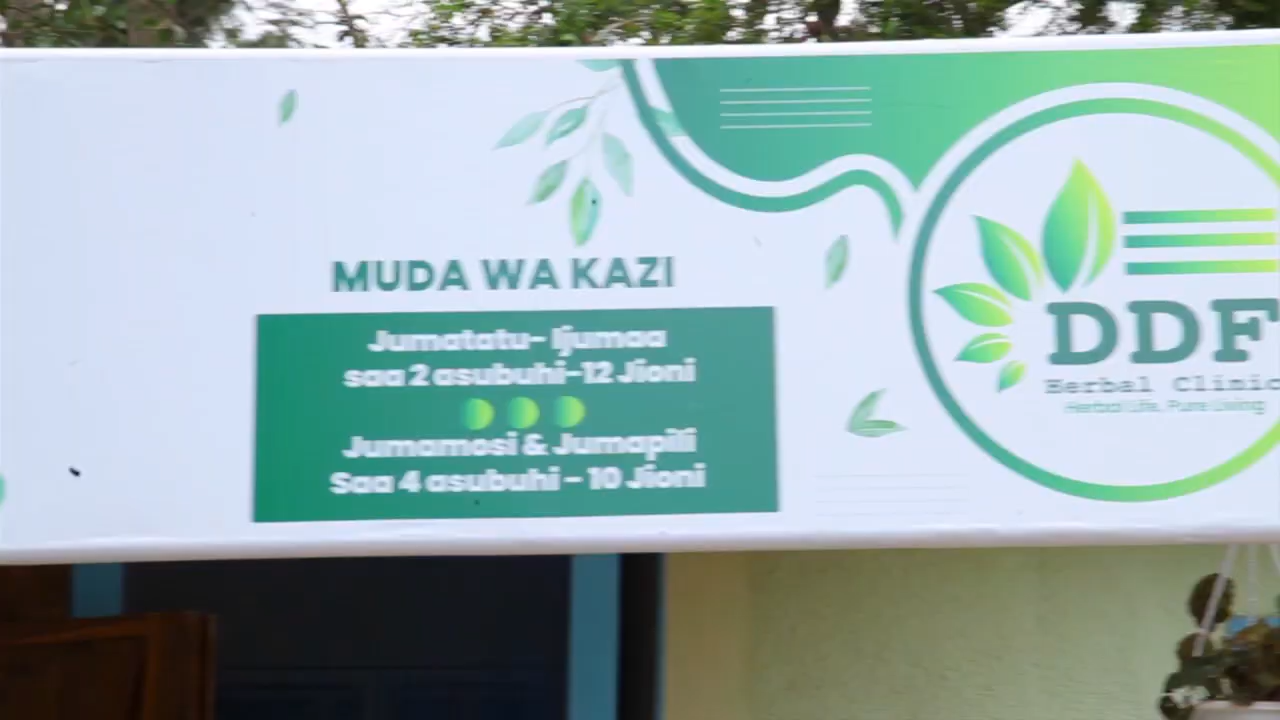 MUDA WA KAZI
Jumatatu- Ijumaa
saa 2 asubuhi-12 Jioni
Jumamosi & Jumapili
Saa 4 asubuhi - 10 Jioni
DDF
Herbal Clinic
Herbal Life, Pure Living